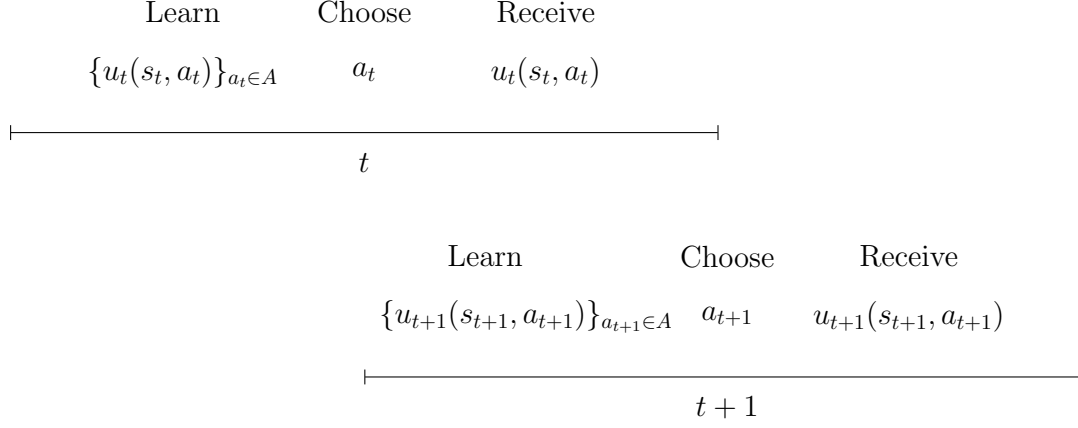 Learn Choose Receive
{u_t(s_t, a_t)}_{a_t∈A} a_t u_t(s_t, a_t)
t
Learn Choose Receive
{u_{t+1}(s_{t+1}, a_{t+1})}_{a_{t+1}∈A} a_{t+1} u_{t+1}(s_{t+1}, a_{t+1})
t + 1